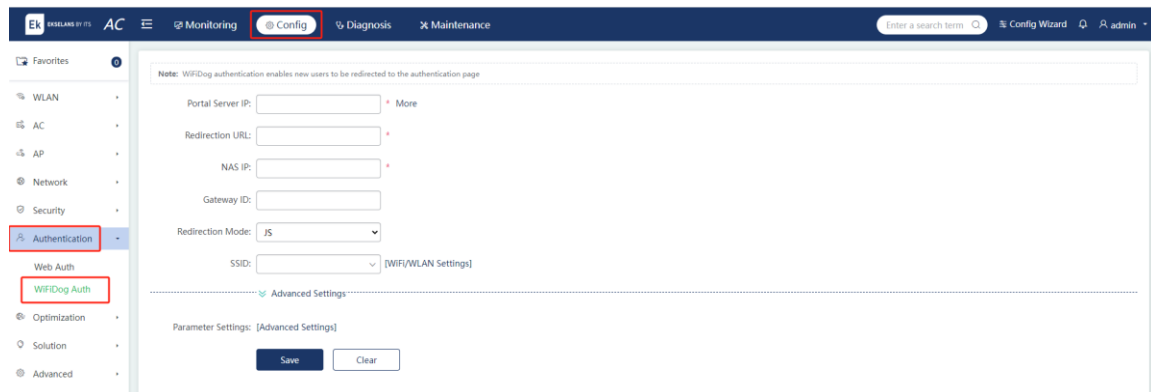 Ek EKSELANS BY ITS AC Monitoring Config Diagnosis Maintenance Enter a search term Config Wizard admin
Favorites 0
Note: WiFiDog authentication enables new users to be redirected to the authentication page
WLAN
Portal Server IP: * More
AC
Redirection URL: *
AP
NAS IP: *
Network
Gateway ID:
Security
Redirection Mode: JS
Authentication
SSID: [WiFi/WLAN Settings]
Web Auth
WiFiDog Auth
Advanced Settings
Optimization
Parameter Settings: [Advanced Settings]
Solution
Save Clear
Advanced